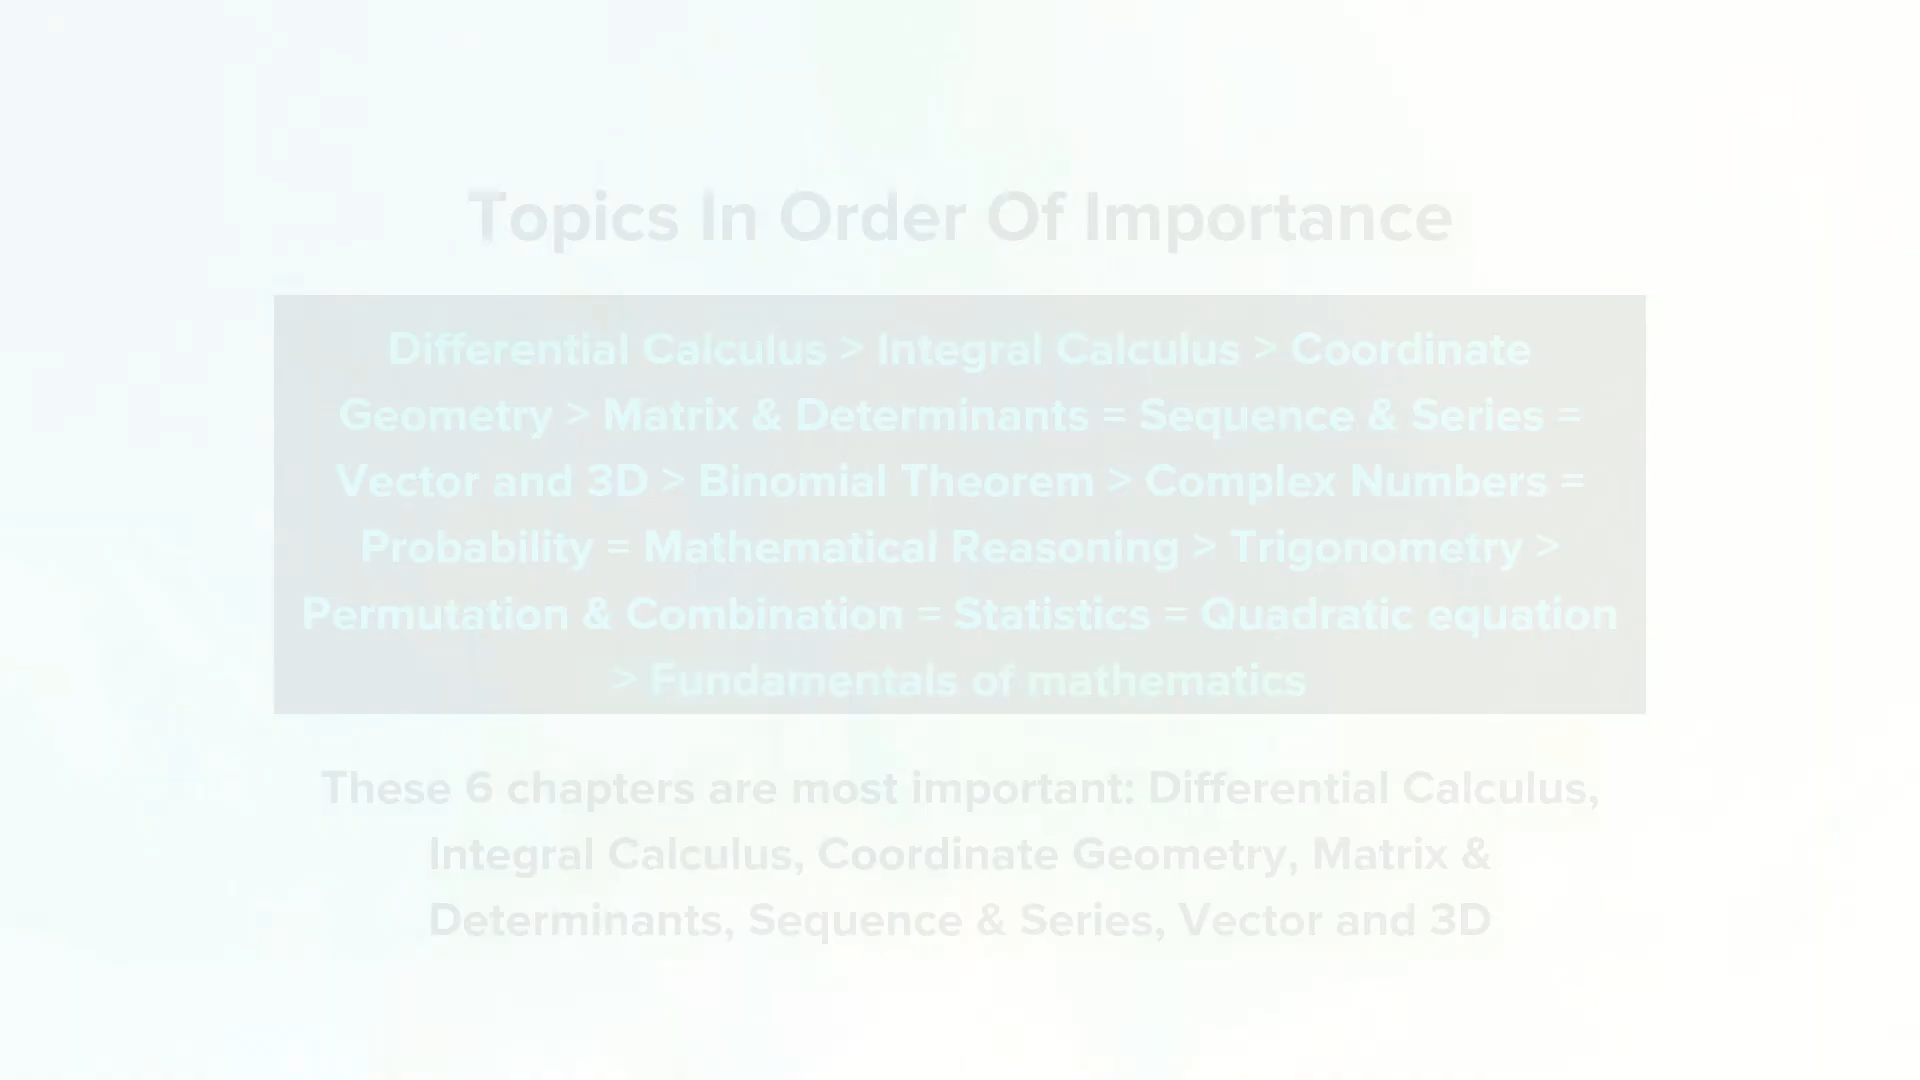 Topics In Order Of Importance
Differential Calculus > Integral Calculus > Coordinate
Geometry > Matrix & Determinants = Sequence & Series =
Vector and 3D > Binomial Theorem > Complex Numbers =
Probability = Mathematical Reasoning > Trigonometry >
Permutation & Combination = Statistics = Quadratic equation
> Fundamentals of mathematics
These 6 chapters are most important: Differential Calculus,
Integral Calculus, Coordinate Geometry, Matrix &
Determinants, Sequence & Series, Vector and 3D